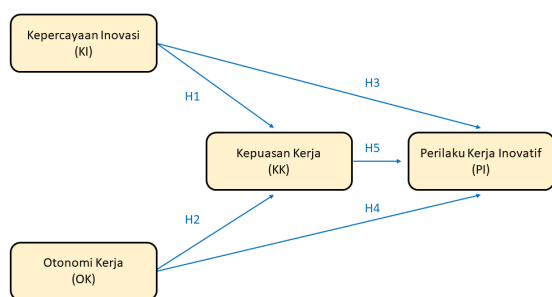 Kepercayaan Inovasi
(KI)
H3
H1
Kepuasan Kerja
(KK)
H5
Perilaku Kerja Inovatif
(PI)
H2
H4
Otonomi Kerja
(OK)